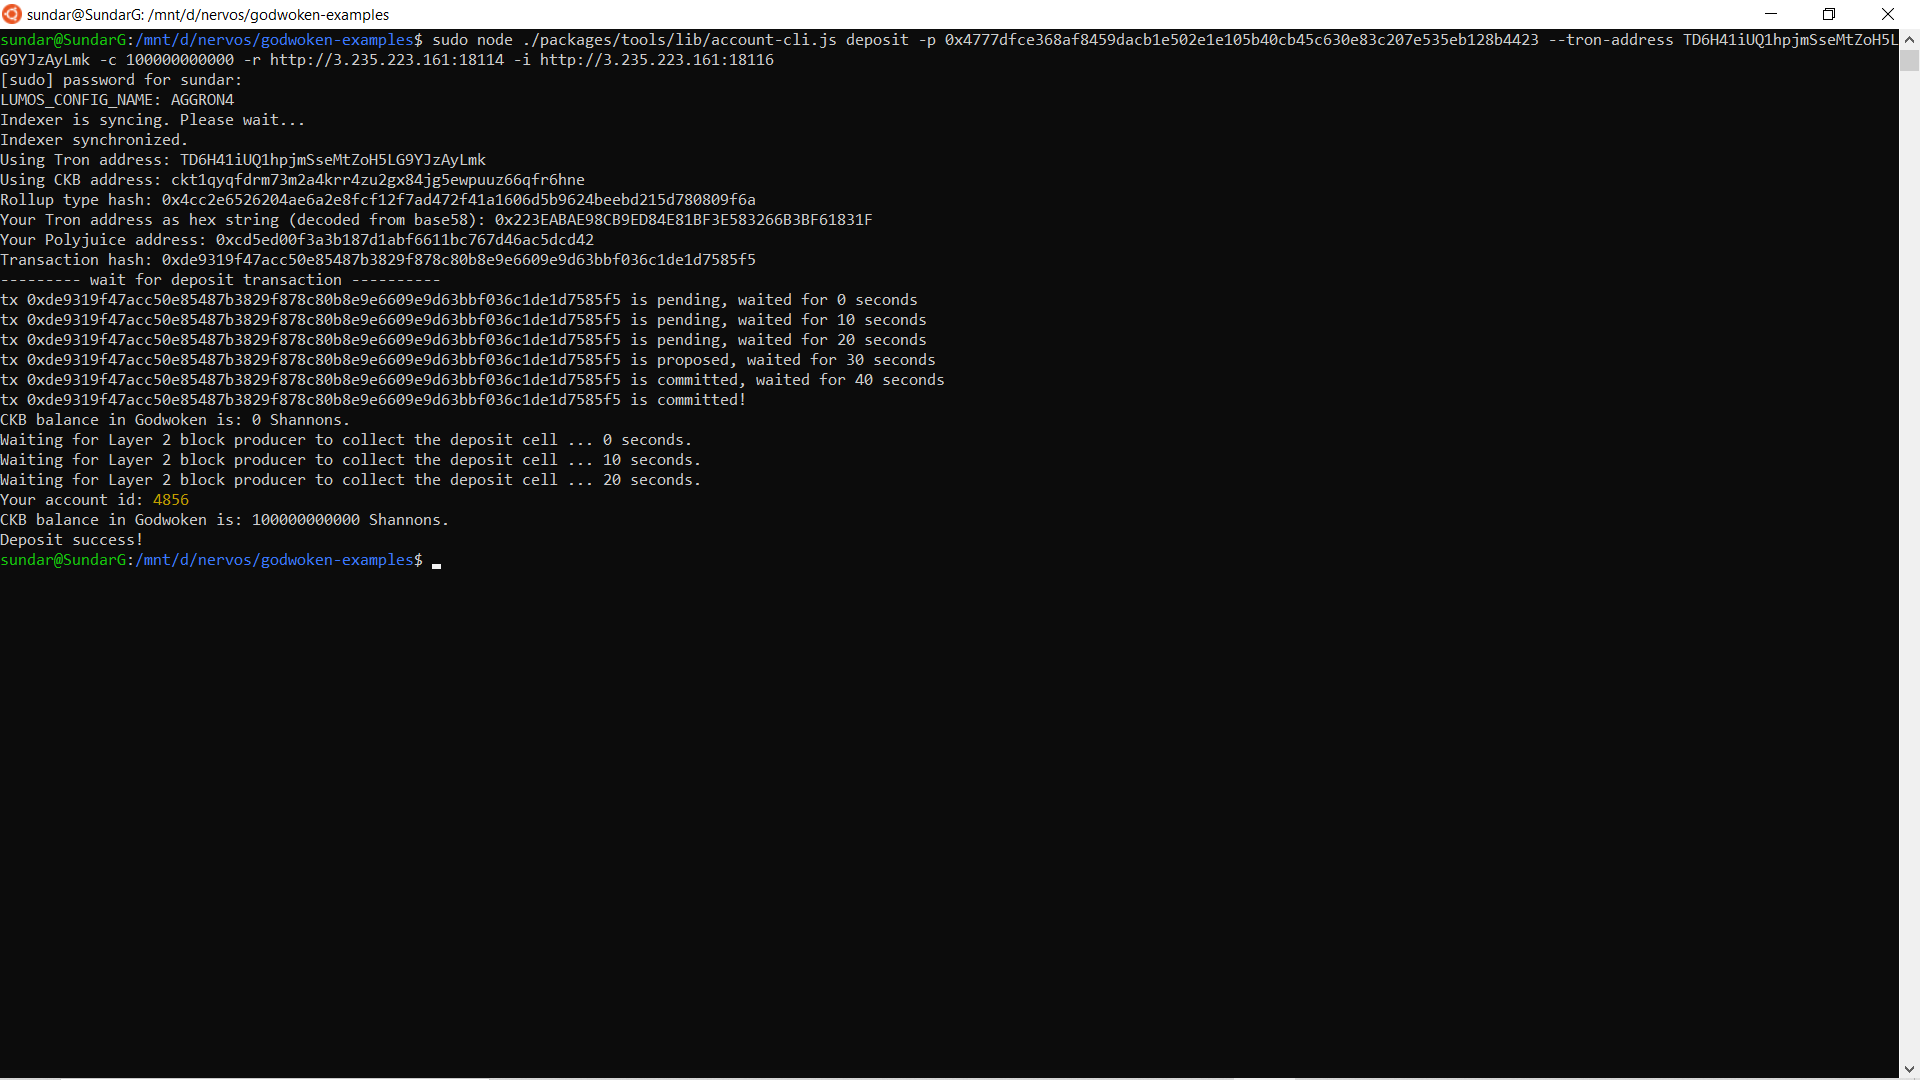 sundar@SundarG: /mnt/d/nervos/godwoken-examples
sundar@SundarG:/mnt/d/nervos/godwoken-examples$ sudo node ./packages/tools/lib/account-cli.js deposit -p 0x4777dfce368af8459dacb1e502e1e105b40cb45c630e83c207e535eb128b4423 --tron-address TD6H41iUQ1hpjmSseMtZoH5L
G9YJzAyLmk -c 100000000000 -r http://3.235.223.161:18114 -i http://3.235.223.161:18116
[sudo] password for sundar:
LUMOS_CONFIG_NAME: AGGRON4
Indexer is syncing. Please wait...
Indexer synchronized.
Using Tron address: TD6H41iUQ1hpjmSseMtZoH5LG9YJzAyLmk
Using CKB address: ckt1qyqfdrm73m2a4krr4zu2gx84jg5ewpuuz66qfr6hne
Rollup type hash: 0x4cc2e6526204ae6a2e8fcf12f7ad472f41a1606d5b9624beebd215d780809f6a
Your Tron address as hex string (decoded from base58): 0x223EABAE98CB9ED84E81BF3E583266B3BF61831F
Your Polyjuice address: 0xcd5ed00f3a3b187d1abf6611bc767d46ac5dcd42
Transaction hash: 0xde9319f47acc50e85487b3829f878c80b8e9e6609e9d63bbf036c1de1d7585f5
--------- wait for deposit transaction ----------
tx 0xde9319f47acc50e85487b3829f878c80b8e9e6609e9d63bbf036c1de1d7585f5 is pending, waited for 0 seconds
tx 0xde9319f47acc50e85487b3829f878c80b8e9e6609e9d63bbf036c1de1d7585f5 is pending, waited for 10 seconds
tx 0xde9319f47acc50e85487b3829f878c80b8e9e6609e9d63bbf036c1de1d7585f5 is pending, waited for 20 seconds
tx 0xde9319f47acc50e85487b3829f878c80b8e9e6609e9d63bbf036c1de1d7585f5 is proposed, waited for 30 seconds
tx 0xde9319f47acc50e85487b3829f878c80b8e9e6609e9d63bbf036c1de1d7585f5 is committed, waited for 40 seconds
tx 0xde9319f47acc50e85487b3829f878c80b8e9e6609e9d63bbf036c1de1d7585f5 is committed!
CKB balance in Godwoken is: 0 Shannons.
Waiting for Layer 2 block producer to collect the deposit cell ... 0 seconds.
Waiting for Layer 2 block producer to collect the deposit cell ... 10 seconds.
Waiting for Layer 2 block producer to collect the deposit cell ... 20 seconds.
Your account id: 4856
CKB balance in Godwoken is: 100000000000 Shannons.
Deposit success!
sundar@SundarG:/mnt/d/nervos/godwoken-examples$